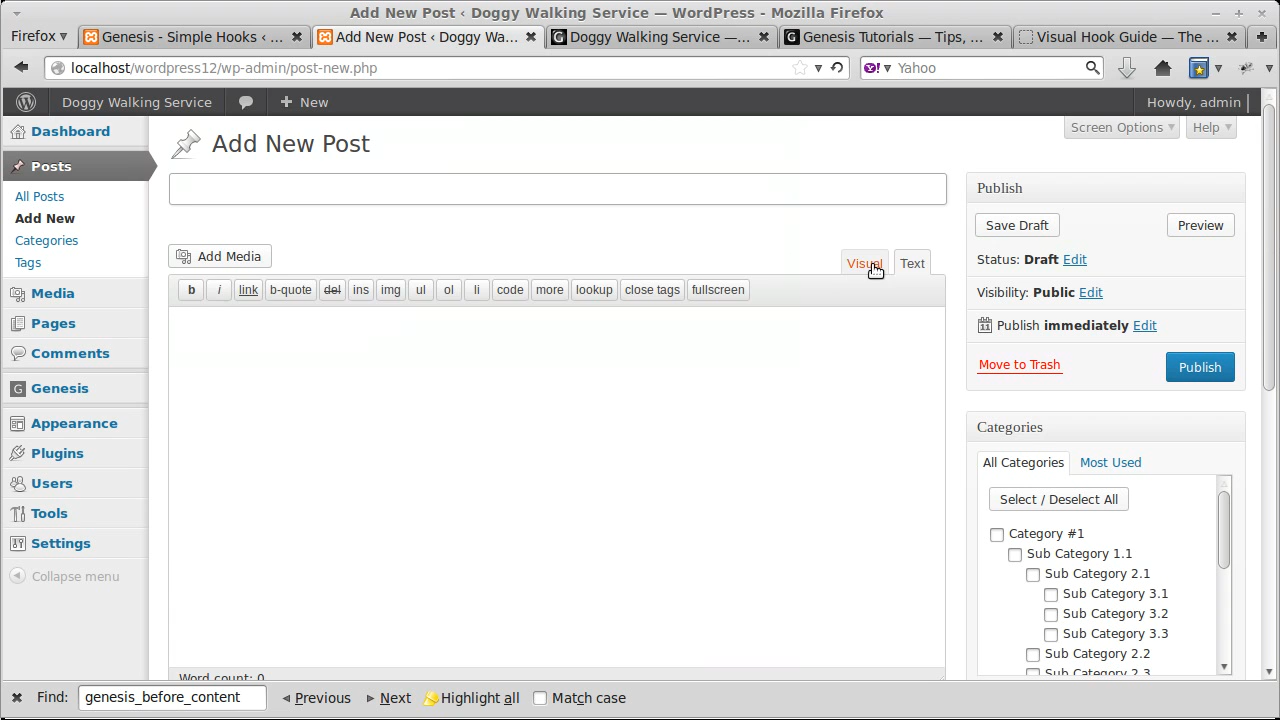 Add New Post ‹ Doggy Walking Service — WordPress - Mozilla Firefox
Firefox
Genesis - Simple Hooks ‹ ...
Add New Post ‹ Doggy Wa...
Doggy Walking Service —...
Genesis Tutorials — Tips, ...
Visual Hook Guide — The ...
localhost/wordpress12/wp-admin/post-new.php
Yahoo
Doggy Walking Service
New
Howdy, admin
Dashboard
Posts
All Posts
Add New
Categories
Tags
Media
Pages
Comments
Genesis
Appearance
Plugins
Users
Tools
Settings
Collapse menu
Screen Options
Help
Add New Post
Add Media
Visual
Text
b i link b-quote del ins img ul ol li code more lookup close tags fullscreen
Word count: 0
Publish
Save Draft
Preview
Status: Draft Edit
Visibility: Public Edit
11 Publish immediately Edit
Move to Trash
Publish
Categories
All Categories
Most Used
Select / Deselect All
Category #1
Sub Category 1.1
Sub Category 2.1
Sub Category 3.1
Sub Category 3.2
Sub Category 3.3
Sub Category 2.2
Sub Category 2.3
Find: genesis_before_content Previous Next Highlight all Match case